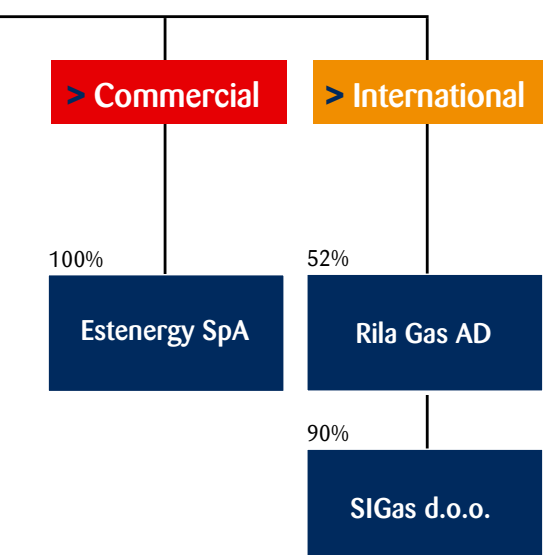 > Commercial
> International
100%
52%
Estenergy SpA
Rila Gas AD
90%
SIGas d.o.o.